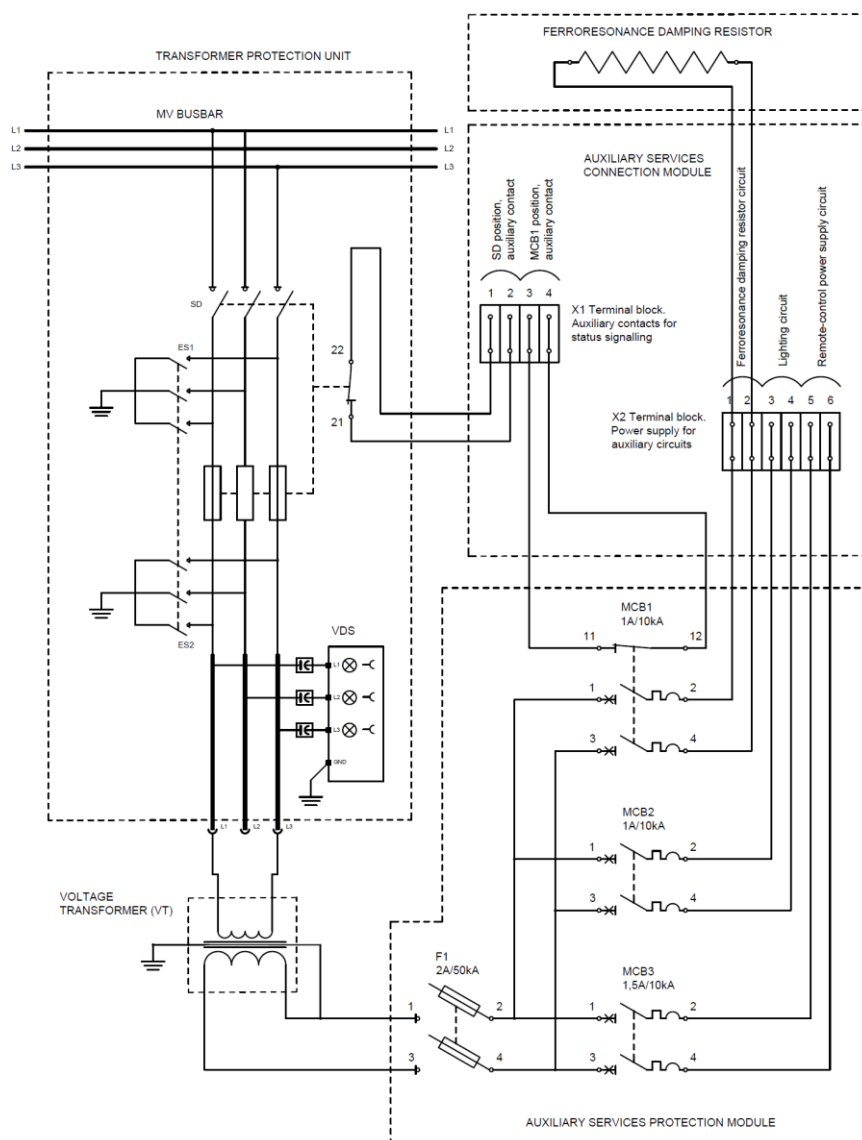 FERRORESONANCE DAMPING RESISTOR
TRANSFORMER PROTECTION UNIT
MV BUSBAR
L1
L1
L2
L2
L3
L3
AUXILIARY SERVICES
CONNECTION MODULE
SD position,
auxiliary contact
MCB1 position,
auxiliary contact
1 2 3 4
X1 Terminal block.
Auxiliary contacts for
status signalling
Ferroresonance damping resistor circuit
Lighting circuit
Remote-control power supply circuit
1 2 3 4 5 6
X2 Terminal block.
Power supply for
auxiliary circuits
SD
ES1
22
21
ES2
VDS
L1
L2
L3
GND
L1 L2 L3
MCB1
1A/10kA
11 12
1 2
3 4
MCB2
1A/10kA
1 2
3 4
VOLTAGE
TRANSFORMER (VT)
F1
2A/50kA
1 2
3 4
MCB3
1,5A/10kA
1 2
3 4
AUXILIARY SERVICES PROTECTION MODULE